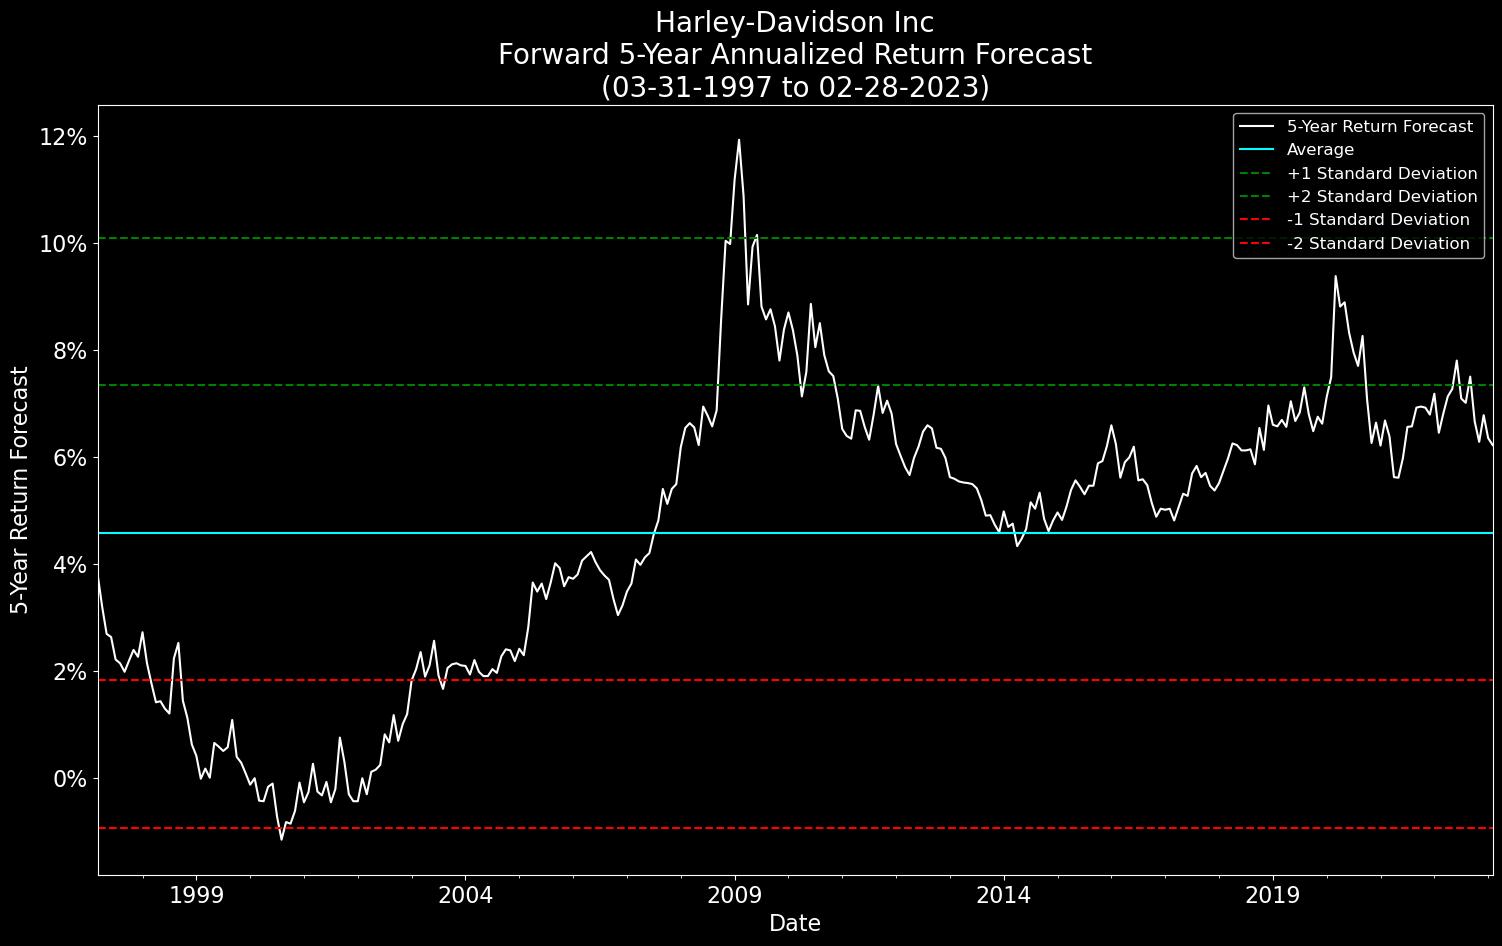 Harley-Davidson Inc
Forward 5-Year Annualized Return Forecast
(03-31-1997 to 02-28-2023)
12%
10%
8%
6%
4%
2%
0%
5-Year Return Forecast
5-Year Return Forecast
Average
+1 Standard Deviation
+2 Standard Deviation
-1 Standard Deviation
-2 Standard Deviation
1999 2004 2009 2014 2019
Date